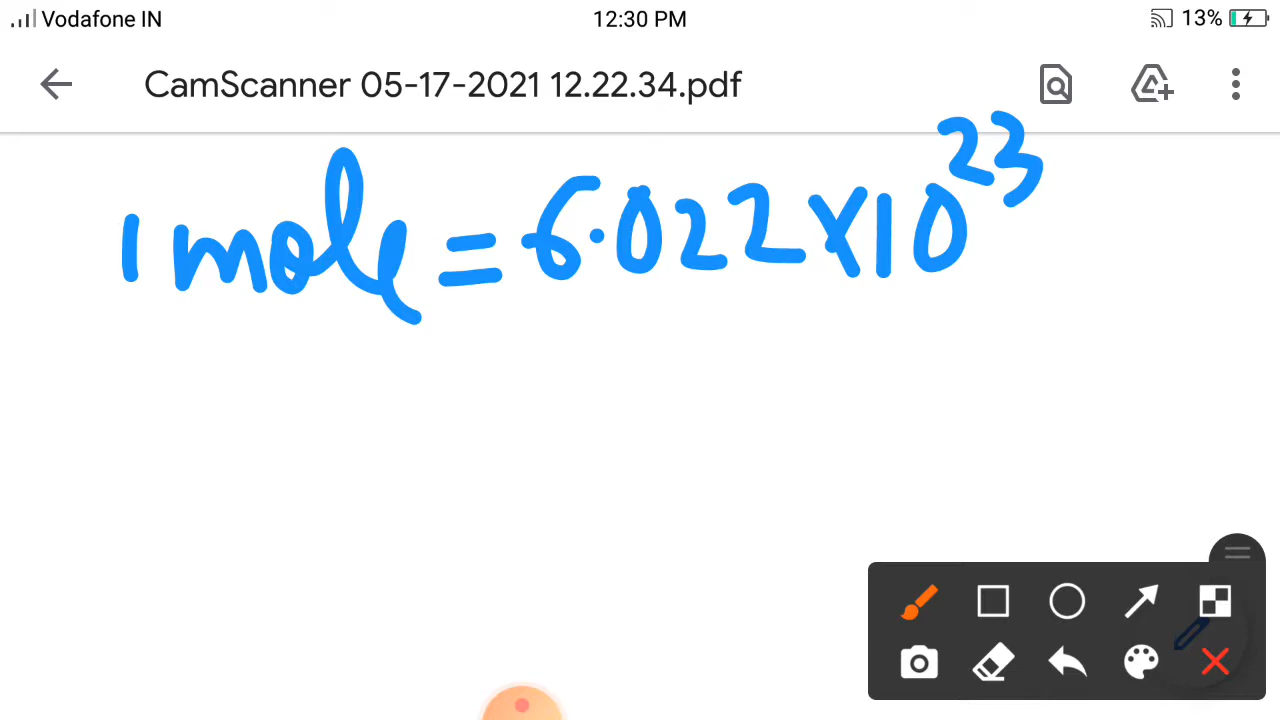 Vodafone IN 12:30 PM 13%
CamScanner 05-17-2021 12.22.34.pdf
1 mole = 6.022 x 10^23